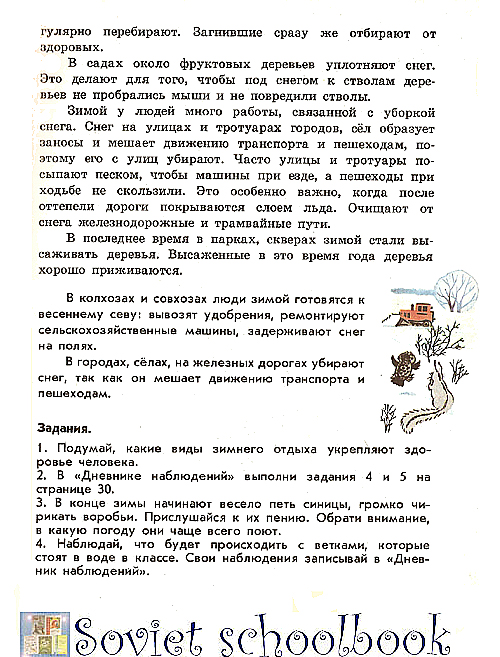 гулярно перебирают. Загнившие сразу же отбирают от
здоровых.
В садах около фруктовых деревьев уплотняют снег.
Это делают для того, чтобы под снегом к стволам дере-
вьев не пробрались мыши и не повредили стволы.
Зимой у людей много работы, связанной с уборкой
снега. Снег на улицах и тротуарах городов, сёл образует
заносы и мешает движению транспорта и пешеходам, по-
этому его с улиц убирают. Часто улицы и тротуары по-
сыпают песком, чтобы машины при езде, а пешеходы при
ходьбе не скользили. Это особенно важно, когда после
оттепели дороги покрываются слоем льда. Очищают от
снега железнодорожные и трамвайные пути.
В последнее время в парках, скверах зимой стали вы-
саживать деревья. Высаженные в это время года деревья
хорошо приживаются.
В колхозах и совхозах люди зимой готовятся к
весеннему севу: вывозят удобрения, ремонтируют
сельскохозяйственные машины, задерживают снег
на полях.
В городах, сёлах, на железных дорогах убирают
снег, так как он мешает движению транспорта и
пешеходам.
Задания.
1. Подумай, какие виды зимнего отдыха укрепляют здо-
ровье человека.
2. В «Дневнике наблюдений» выполни задания 4 и 5 на
странице 30.
3. В конце зимы начинают весело петь синицы, громко чи-
рикать воробьи. Прислушайся к их пению. Обрати внимание,
в какую погоду они чаще всего поют.
4. Наблюдай, что будет происходить с ветками, которые
стоят в воде в классе. Свои наблюдения записывай в «Днев-
ник наблюдений».
Soviet schoolbook